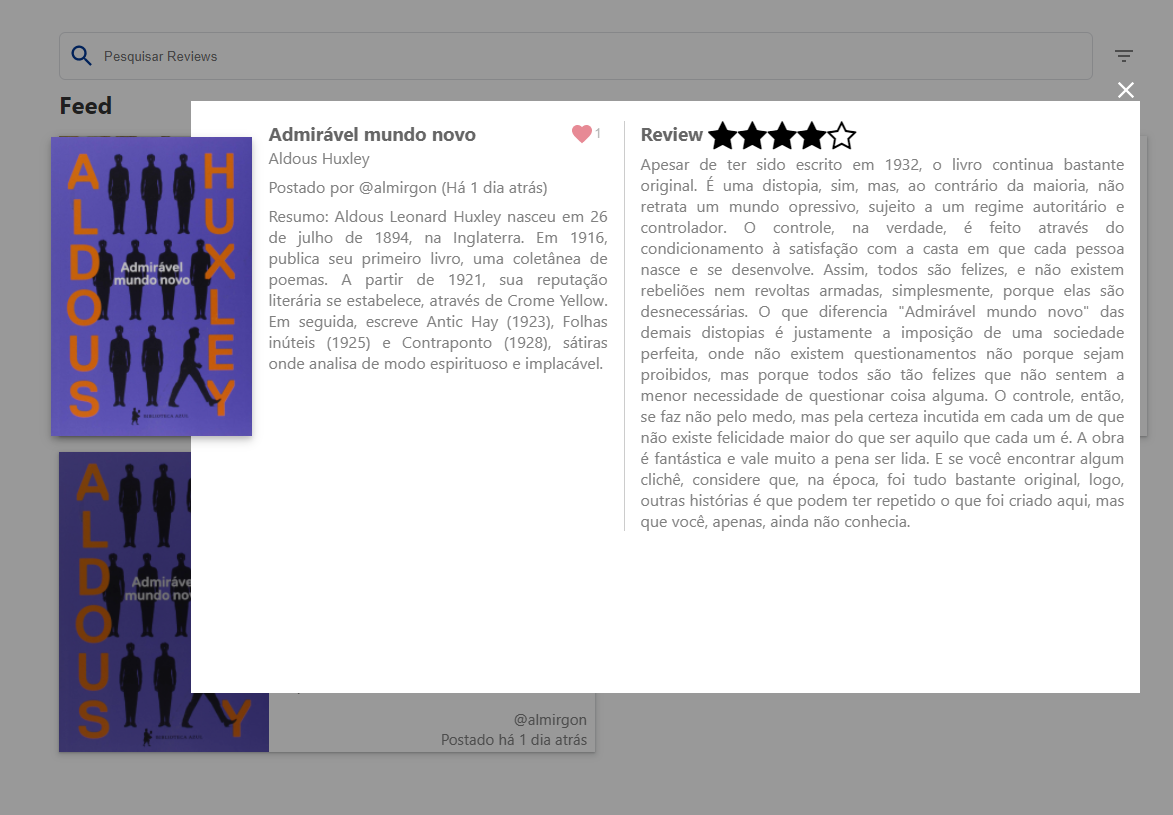 Pesquisar Reviews
Feed
ALDOUS
HUXLEY
Admirável
mundo novo
BIBLIOTECA AZUL
Admirável mundo novo
1
Aldous Huxley
Postado por @almirgon (Há 1 dia atrás)
Resumo: Aldous Leonard Huxley nasceu em 26
de julho de 1894, na Inglaterra. Em 1916,
publica seu primeiro livro, uma coletânea de
poemas. A partir de 1921, sua reputação
literária se estabelece, através de Crome Yellow.
Em seguida, escreve Antic Hay (1923), Folhas
inúteis (1925) e Contraponto (1928), sátiras
onde analisa de modo espirituoso e implacável.
Review
Apesar de ter sido escrito em 1932, o livro continua bastante
original. É uma distopia, sim, mas, ao contrário da maioria, não
retrata um mundo opressivo, sujeito a um regime autoritário e
controlador. O controle, na verdade, é feito através do
condicionamento à satisfação com a casta em que cada pessoa
nasce e se desenvolve. Assim, todos são felizes, e não existem
rebeliões nem revoltas armadas, simplesmente, porque elas são
desnecessárias. O que diferencia "Admirável mundo novo" das
demais distopias é justamente a imposição de uma sociedade
perfeita, onde não existem questionamentos não porque sejam
proibidos, mas porque todos são tão felizes que não sentem a
menor necessidade de questionar coisa alguma. O controle, então,
se faz não pelo medo, mas pela certeza incutida em cada um de que
não existe felicidade maior do que ser aquilo que cada um é. A obra
é fantástica e vale muito a pena ser lida. E se você encontrar algum
clichê, considere que, na época, foi tudo bastante original, logo,
outras histórias é que podem ter repetido o que foi criado aqui, mas
que você, apenas, ainda não conhecia.
ALDOUS
Y
Admiráve
mundo nov
BIBLIOTECA AZUL
@almirgon
Postado há 1 dia atrás